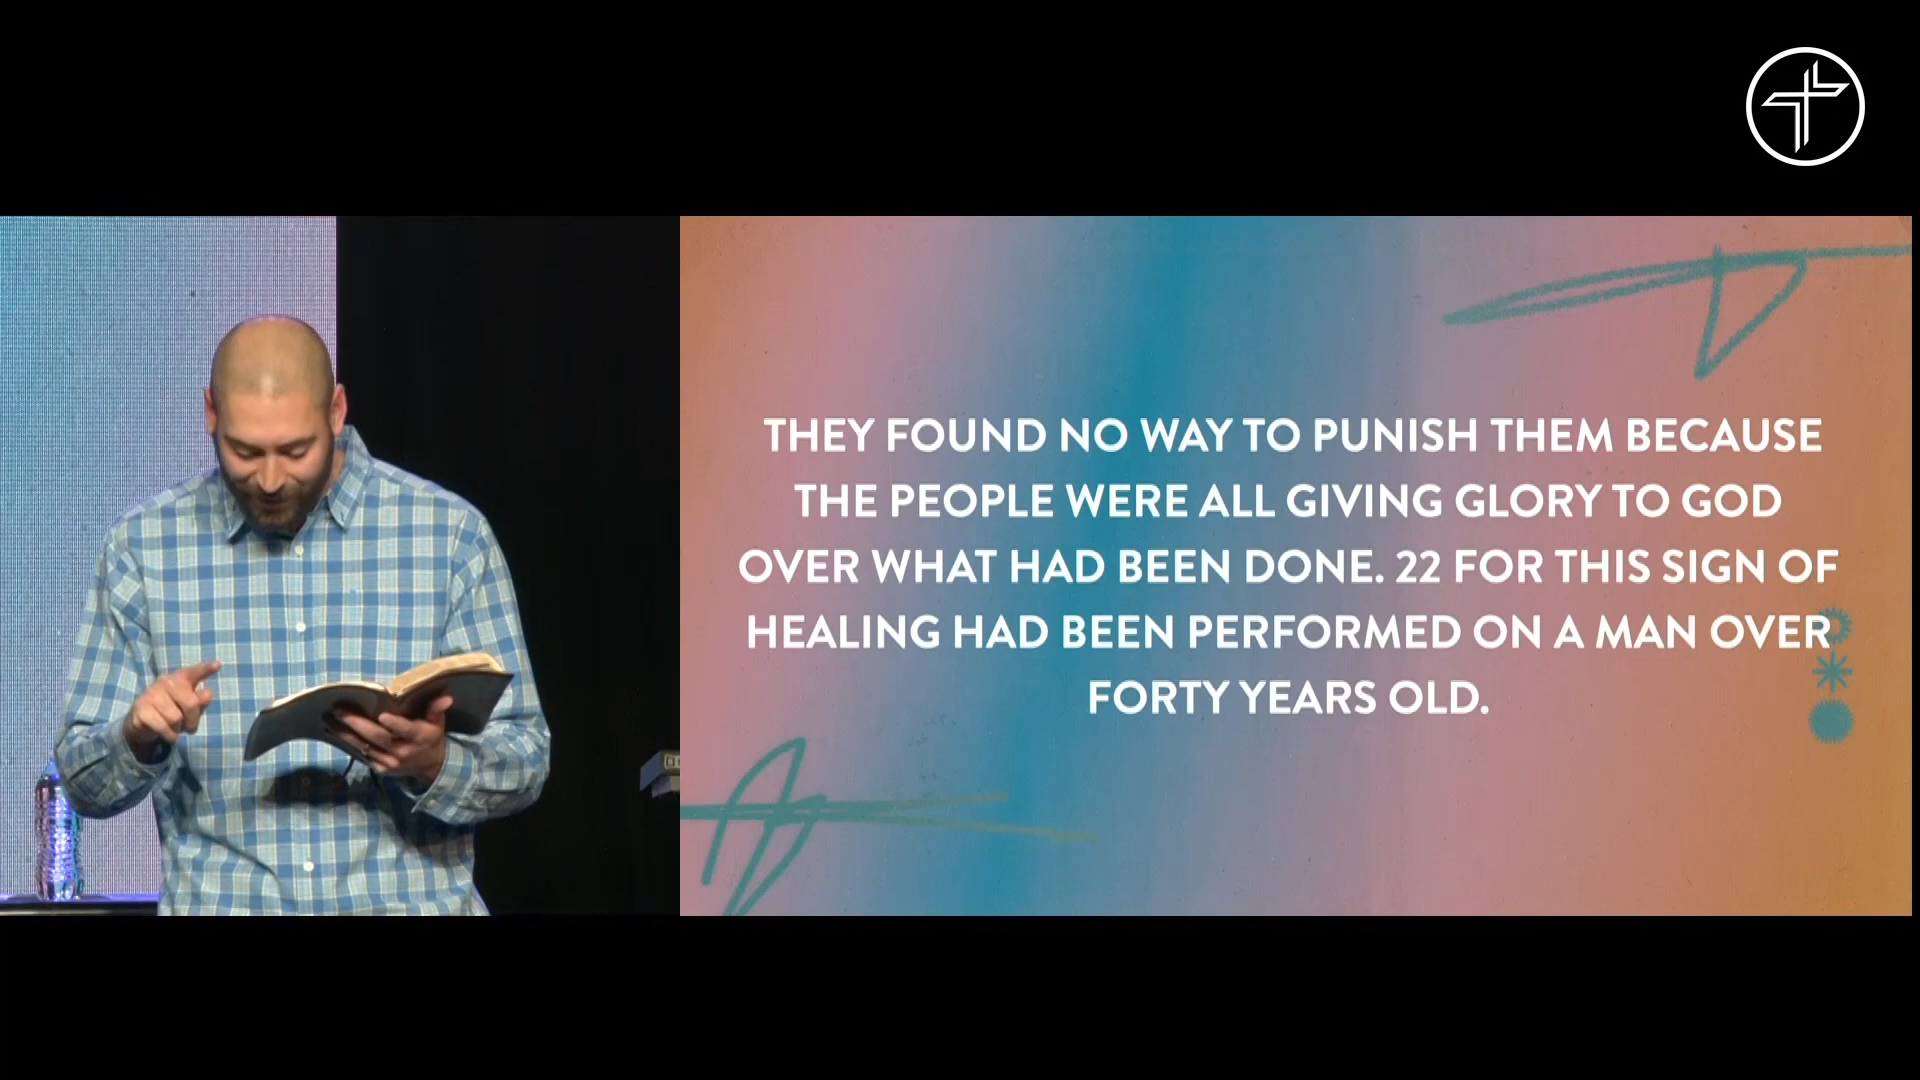 THEY FOUND NO WAY TO PUNISH THEM BECAUSE
THE PEOPLE WERE ALL GIVING GLORY TO GOD
OVER WHAT HAD BEEN DONE. 22 FOR THIS SIGN OF
HEALING HAD BEEN PERFORMED ON A MAN OVER
FORTY YEARS OLD.